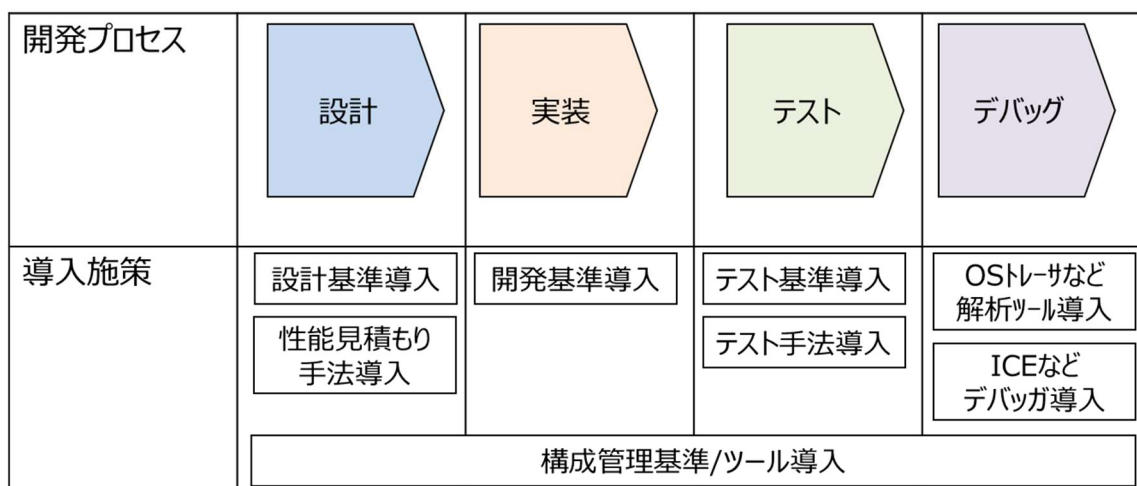 開発プロセス
設計
実装
テスト
デバッグ
導入施策
設計基準導入
性能見積もり
手法導入
開発基準導入
テスト基準導入
テスト手法導入
OSﾄﾚｰｻなど
解析ﾂｰﾙ導入
ICEなど
デバッガ導入
構成管理基準/ツール導入